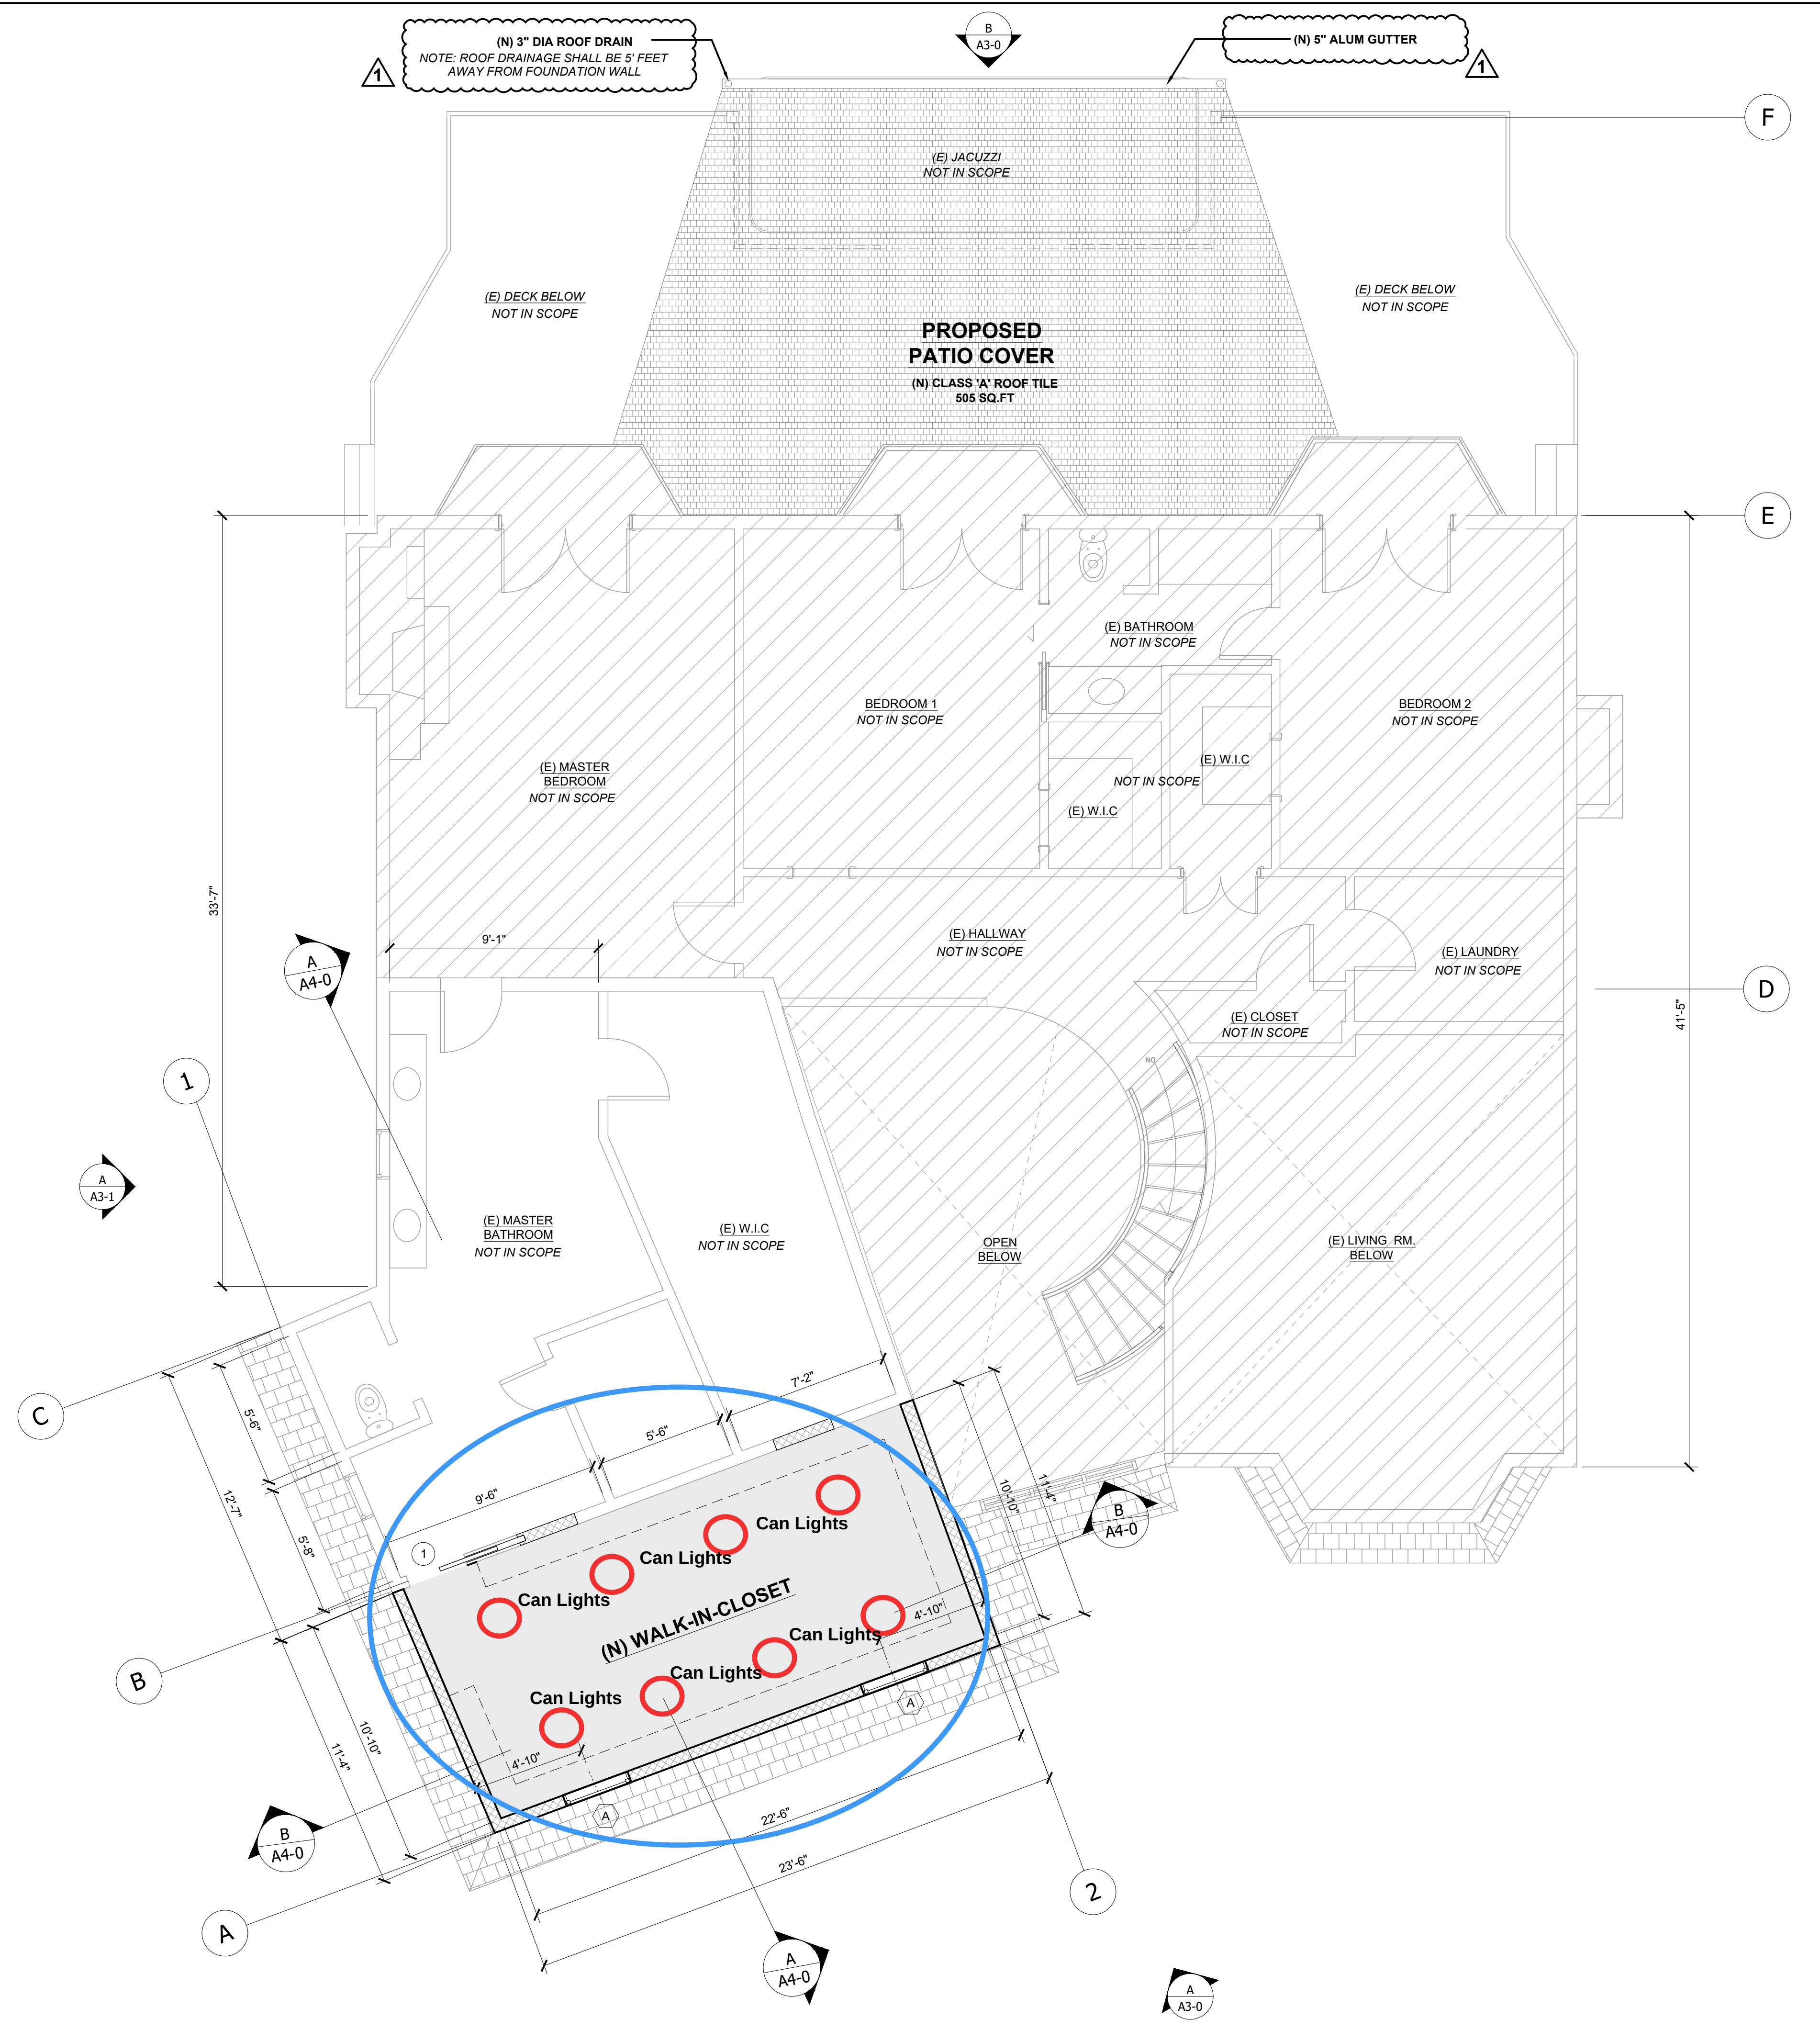 (N) 3" DIA ROOF DRAIN
NOTE: ROOF DRAINAGE SHALL BE 5' FEET
AWAY FROM FOUNDATION WALL
1
B
A3-0
(N) 5" ALUM GUTTER
1
F
(E) JACUZZI
NOT IN SCOPE
(E) DECK BELOW
NOT IN SCOPE
(E) DECK BELOW
NOT IN SCOPE
PROPOSED
PATIO COVER
(N) CLASS 'A' ROOF TILE
505 SQ.FT
E
(E) BATHROOM
NOT IN SCOPE
BEDROOM 1
NOT IN SCOPE
BEDROOM 2
NOT IN SCOPE
(E) MASTER
BEDROOM
NOT IN SCOPE
(E) W.I.C
NOT IN SCOPE
(E) W.I.C
33'-7"
9'-1"
A
A4-0
(E) HALLWAY
NOT IN SCOPE
(E) LAUNDRY
NOT IN SCOPE
D
41'-5"
(E) CLOSET
NOT IN SCOPE
DN
1
A
A3-1
(E) MASTER
BATHROOM
NOT IN SCOPE
(E) W.I.C
NOT IN SCOPE
OPEN
BELOW
(E) LIVING RM.
BELOW
C
5'-6"
12'-7"
5'-8"
7'-2"
5'-6"
9'-6"
1
10'-10"
11'-4"
B
A4-0
Can Lights
Can Lights
Can Lights
(N) WALK-IN-CLOSET
4'-10"
Can Lights
Can Lights
Can Lights
B
10'-10"
11'-4"
4'-10"
A
A
B
A4-0
22'-6"
23'-6"
A
2
A
A4-0
A
A3-0